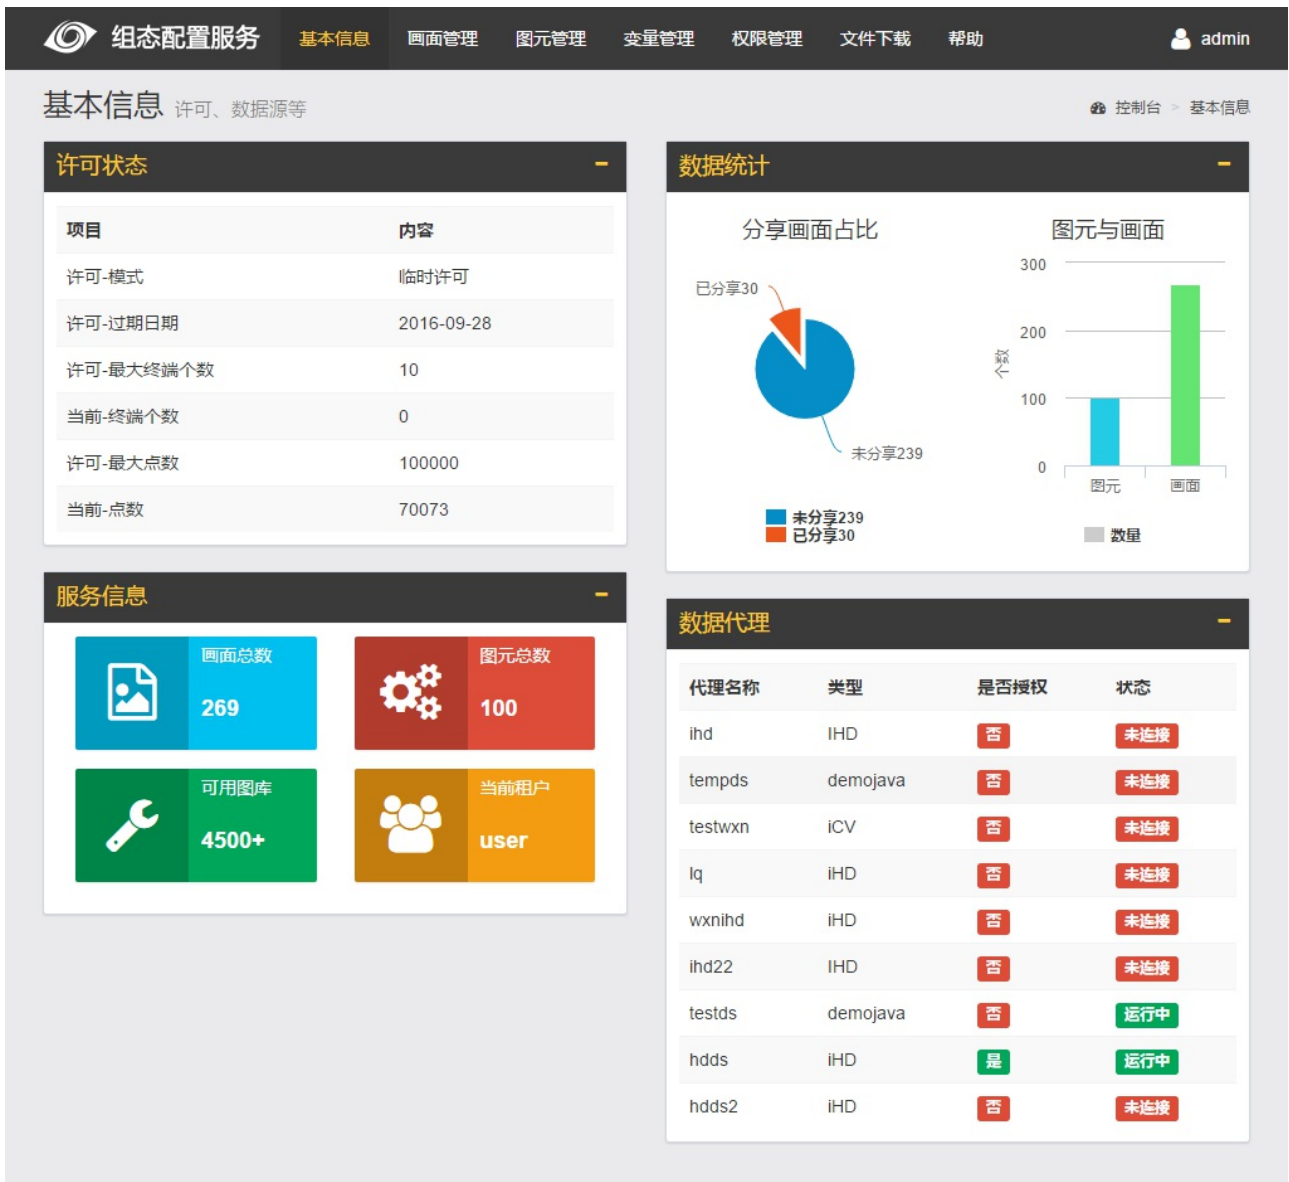 组态配置服务 基本信息 画面管理 图元管理 变量管理 权限管理 文件下载 帮助 admin
基本信息 许可、数据源等
控制台 > 基本信息
许可状态
项目 内容
许可-模式 临时许可
许可-过期日期 2016-09-28
许可-最大终端个数 10
当前-终端个数 0
许可-最大点数 100000
当前-点数 70073
数据统计
分享画面占比
已分享30
未分享239
未分享239
已分享30
图元与画面
300
200
个数
100
0
图元 画面
数量
服务信息
画面总数
269
图元总数
100
可用图库
4500+
当前租户
user
数据代理
代理名称 类型 是否授权 状态
ihd IHD 否 未连接
tempds demojava 否 未连接
testwxn iCV 否 未连接
lq iHD 否 未连接
wxnihd iHD 否 未连接
ihd22 IHD 否 未连接
testds demojava 否 运行中
hdds iHD 是 运行中
hdds2 iHD 否 未连接